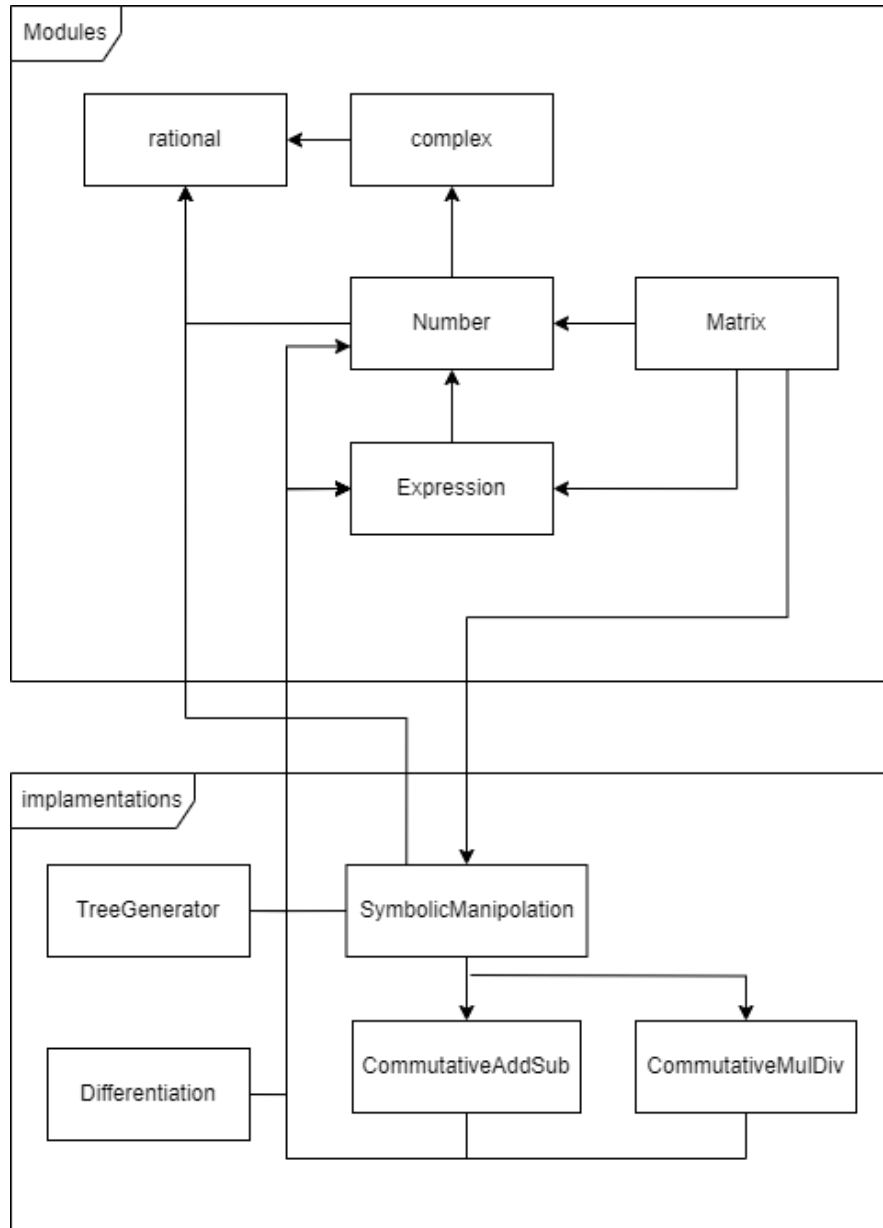 Modules
rational
complex
Number
Matrix
Expression
implamentations
TreeGenerator
SymbolicManipolation
Differentiation
CommutativeAddSub
CommutativeMulDiv